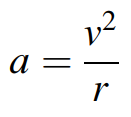 a = v²/r